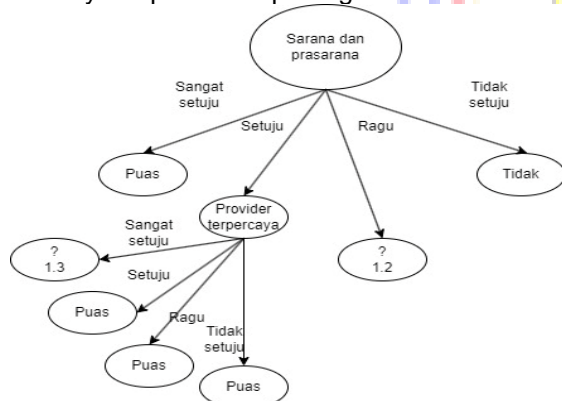 Sarana dan
prasarana
Sangat
setuju
Setuju
Ragu
Tidak
setuju
Puas
Provider
terpercaya
Tidak
Sangat
setuju
?
1.3
?
1.2
Setuju
Puas
Ragu
Tidak
setuju
Puas
Puas